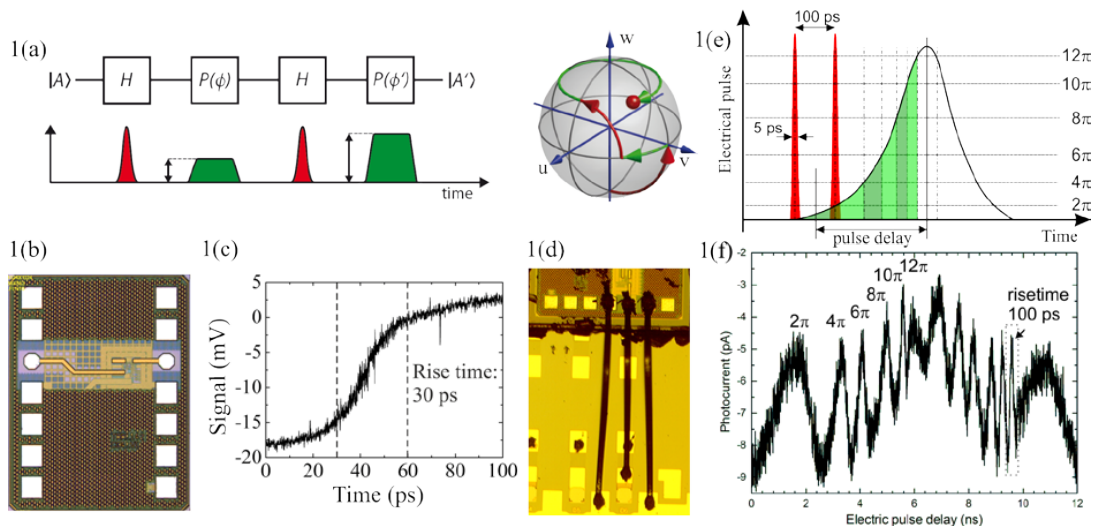 1(a)
|A⟩ H P(ϕ) H P(ϕ') |A'⟩
time
w
u
v
1(e)
100 ps
5 ps
Electrical pulse
12π
10π
8π
6π
4π
2π
pulse delay
Time
1(b)
1(c)
Signal (mV)
5
0
-5
-10
-15
-20
Rise time:
30 ps
0 20 40 60 80 100
Time (ps)
1(d)
1(f)
Photocurrent (pA)
-2
-3
-4
-5
-6
-7
-8
-9
2π
4π
6π
8π
10π
12π
risetime
100 ps
0 2 4 6 8 10 12
Electric pulse delay (ns)